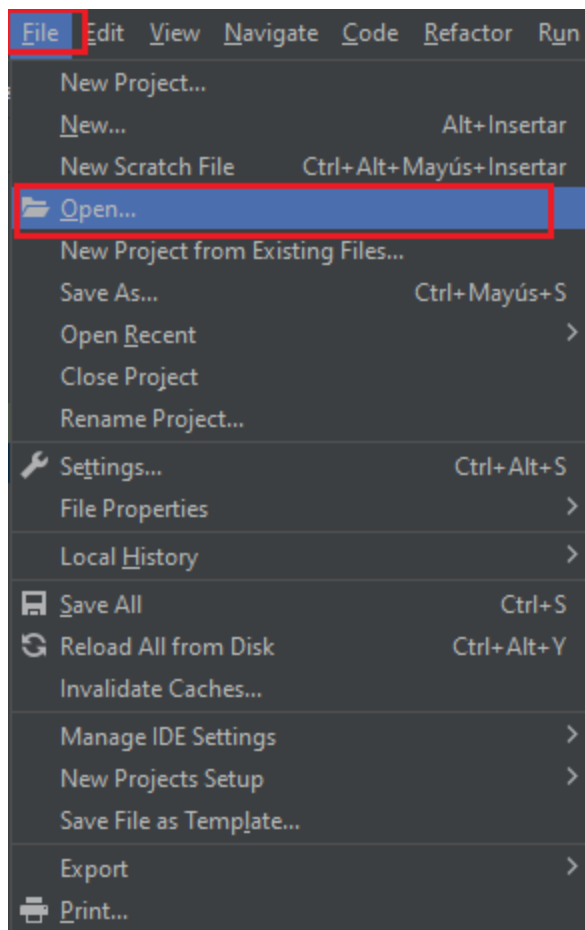 File Edit View Navigate Code Refactor Run
New Project...
New... Alt+Insertar
New Scratch File Ctrl+Alt+Mayús+Insertar
Open...
New Project from Existing Files...
Save As... Ctrl+Mayús+S
Open Recent
Close Project
Rename Project...
Settings... Ctrl+Alt+S
File Properties
Local History
Save All Ctrl+S
Reload All from Disk Ctrl+Alt+Y
Invalidate Caches...
Manage IDE Settings
New Projects Setup
Save File as Template...
Export
Print...